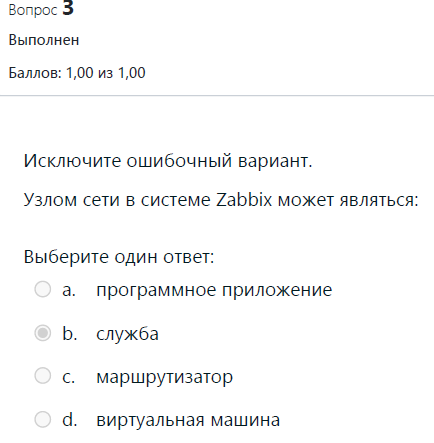 Вопрос 3
Выполнен
Баллов: 1,00 из 1,00
Исключите ошибочный вариант.
Узлом сети в системе Zabbix может являться:
Выберите один ответ:
a. программное приложение
b. служба
c. маршрутизатор
d. виртуальная машина